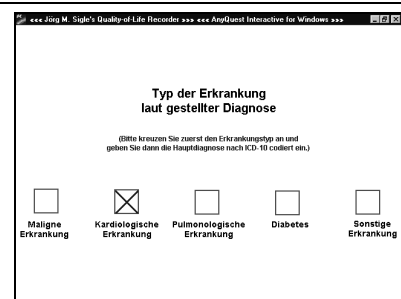 ««« Jörg M. Sigle's Quality-of-Life Recorder »»» ««« AnyQuest Interactive for Windows »»»
Typ der Erkrankung
laut gestellter Diagnose
(Bitte kreuzen Sie zuerst den Erkrankungstyp an und
geben Sie dann die Hauptdiagnose nach ICD-10 codiert ein.)
Maligne
Erkrankung
Kardiologische
Erkrankung
Pulmonologische
Erkrankung
Diabetes
Sonstige
Erkrankung